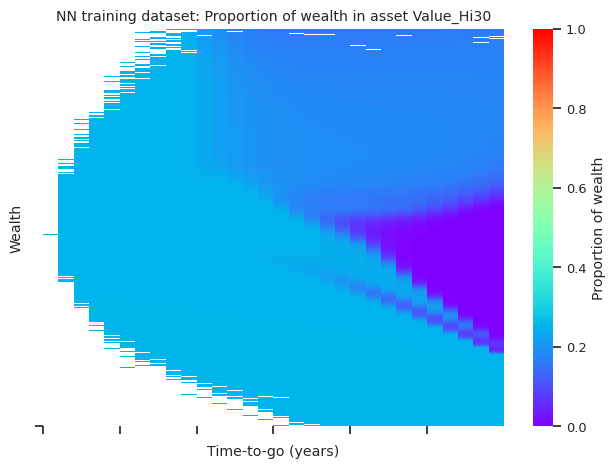 NN training dataset: Proportion of wealth in asset Value_Hi30
Wealth
Time-to-go (years)
1.0
0.8
0.6
0.4
0.2
0.0
Proportion of wealth